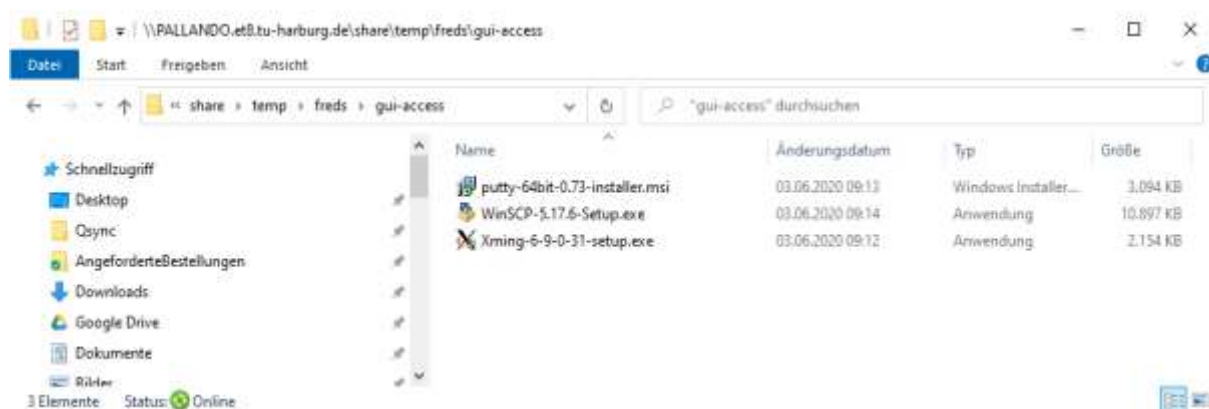 \\PALLANDO.et8.tu-harburg.de\share\temp\freds\gui-access
Datei Start Freigeben Ansicht
« share › temp › freds › gui-access "gui-access" durchsuchen
Name Änderungsdatum Typ Größe
Schnellzugriff
Desktop
Qsync
AngeforderteBestellungen
Downloads
Google Drive
Dokumente
Bilder
putty-64bit-0.73-installer.msi 03.06.2020 09:13 Windows Installer... 3.094 KB
WinSCP-5.17.6-Setup.exe 03.06.2020 09:14 Anwendung 10.897 KB
Xming-6-9-0-31-setup.exe 03.06.2020 09:12 Anwendung 2.154 KB
3 Elemente Status: Online